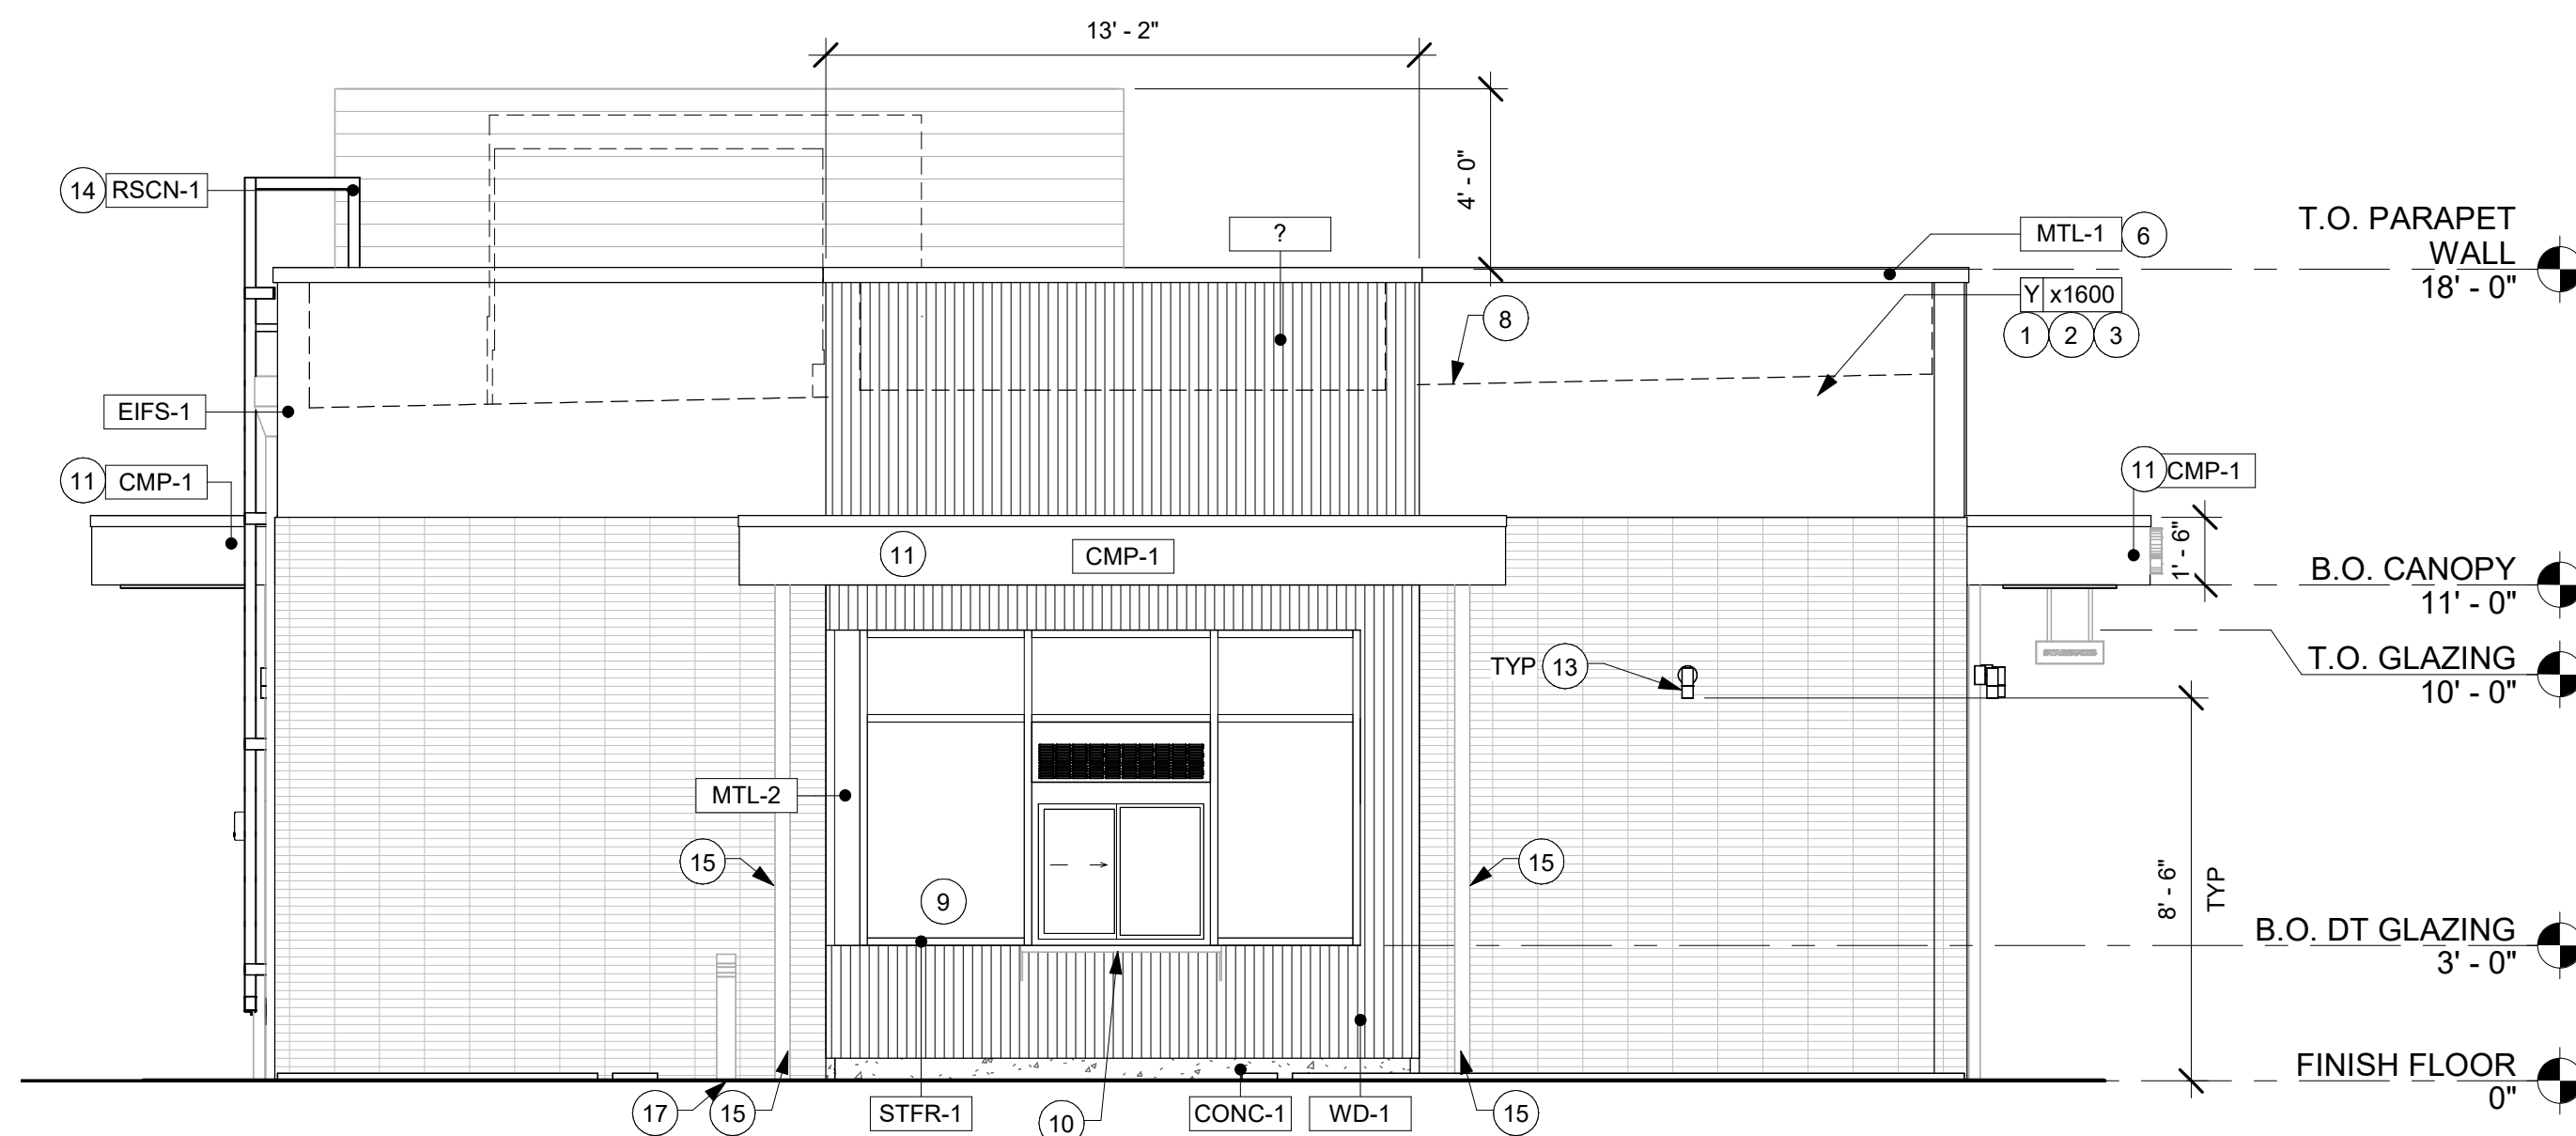 13' - 2"
4' - 0"
14 RSCN-1
?
MTL-1 6
T.O. PARAPET
WALL
18' - 0"
Y x1600
1 2 3
8
EIFS-1
11 CMP-1
11 CMP-1
11 CMP-1
1' - 6"
B.O. CANOPY
11' - 0"
TYP 13
T.O. GLAZING
10' - 0"
MTL-2
15
15
9
8' - 6"
TYP
B.O. DT GLAZING
3' - 0"
FINISH FLOOR
0"
17
15
STFR-1
10
CONC-1
WD-1
15